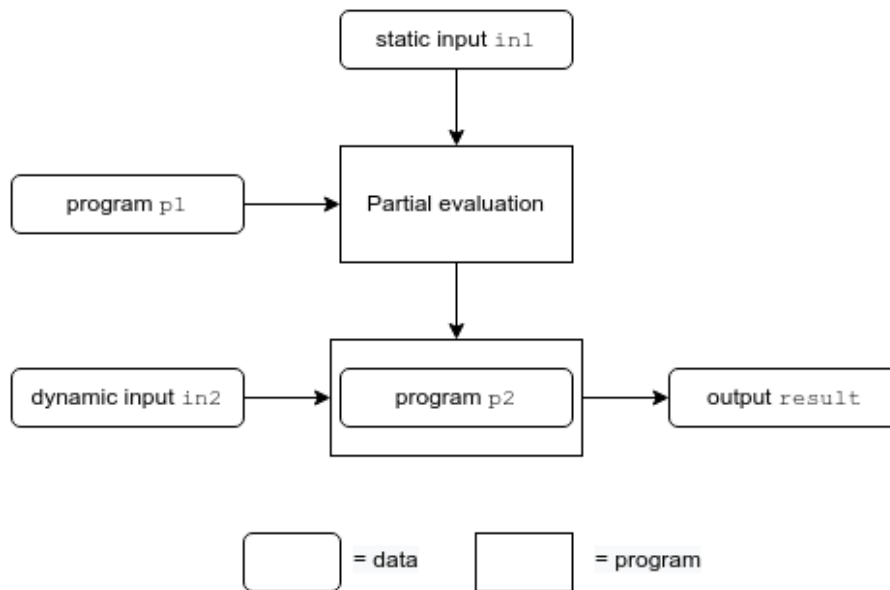 static input in1
program p1
Partial evaluation
dynamic input in2
program p2
output result
= data
= program